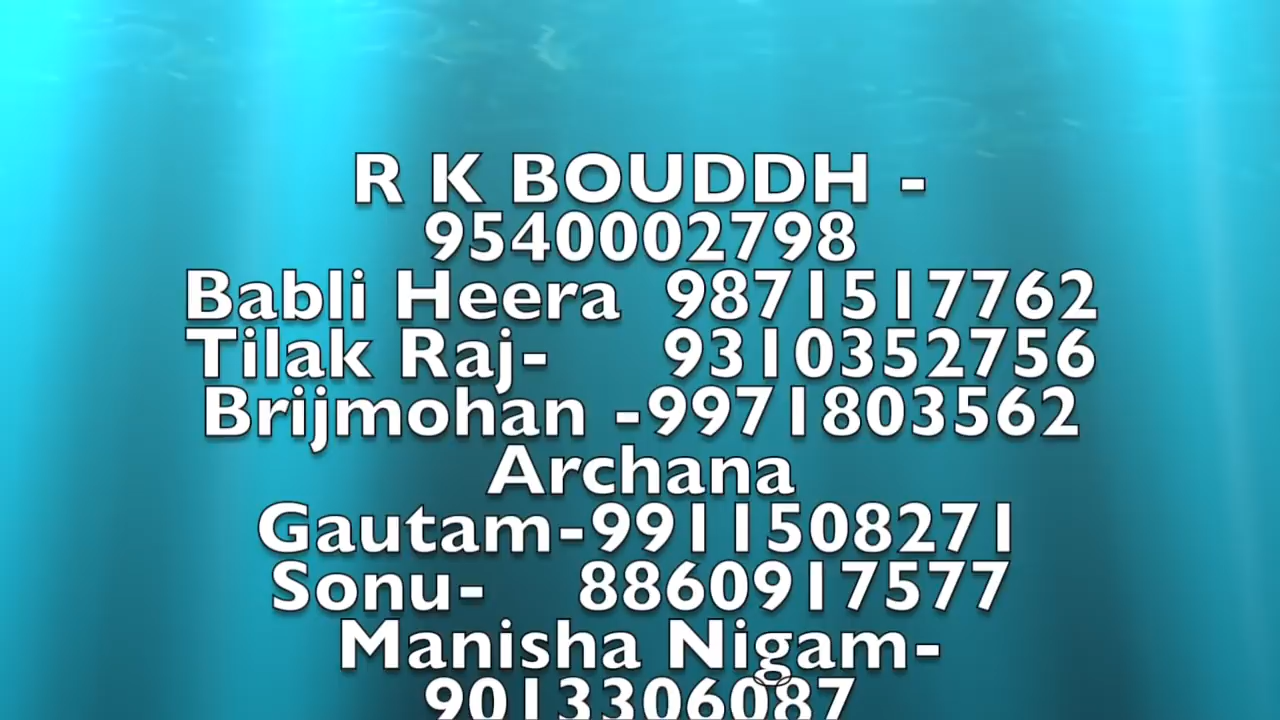 R K BOUDDH -
9540002798
Babli Heera 9871517762
Tilak Raj- 9310352756
Brijmohan -9971803562
Archana
Gautam-9911508271
Sonu- 8860917577
Manisha Nigam-
9013306087